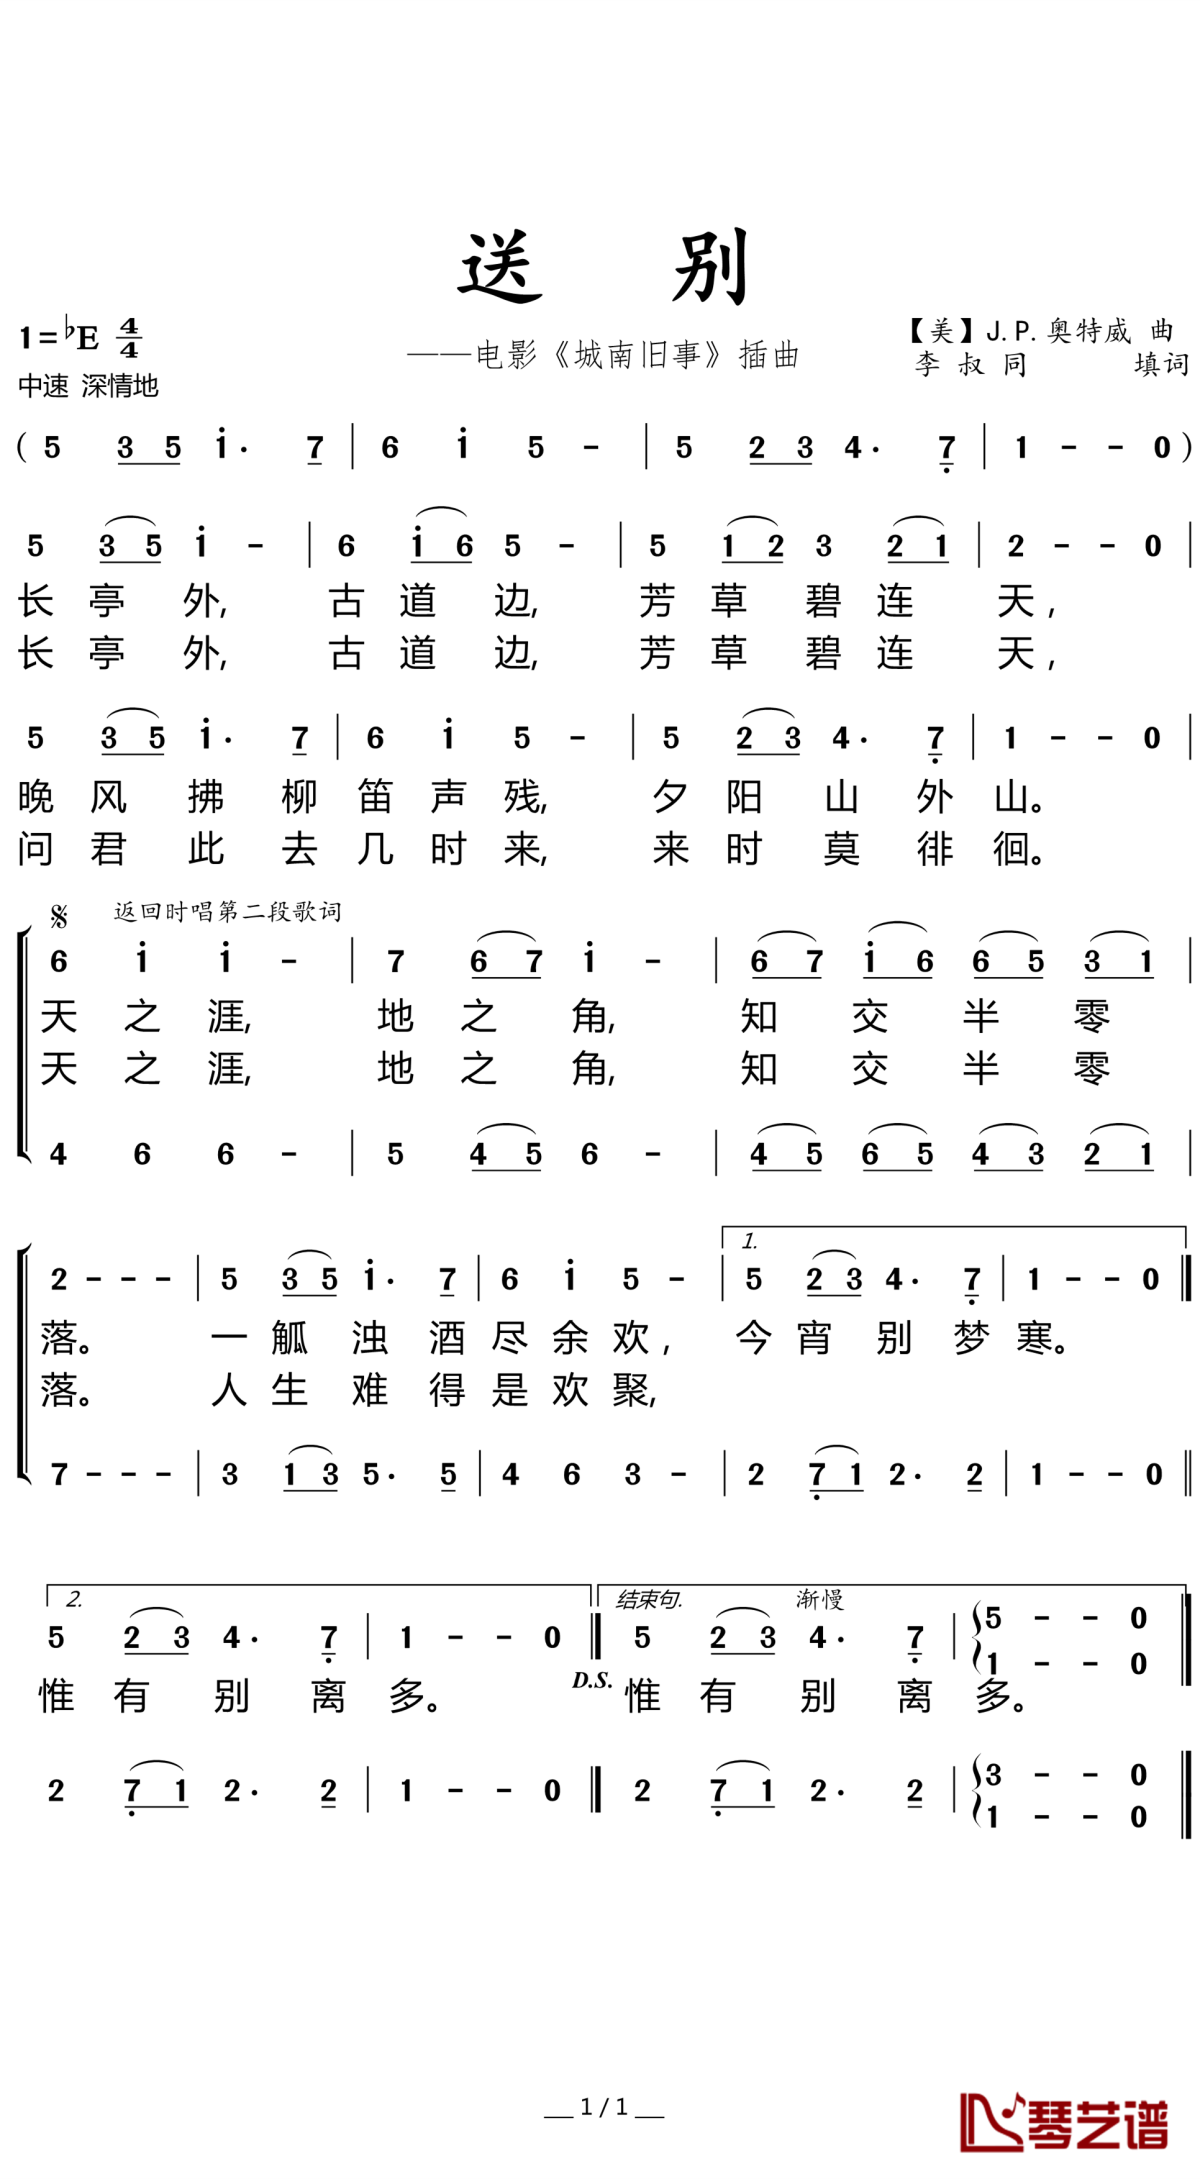 送 别
1=♭E 4/4
——电影《城南旧事》插曲
【美】J. P. 奥特威 曲
李 叔 同 填词
中速 深情地
( 5 3 5 i· 7 | 6 i 5 - | 5 2 3 4· 7̣ | 1 - - 0 )
5 3 5 i - | 6 i 6 5 - | 5 1 2 3 2 1 | 2 - - 0 |
长 亭 外, 古 道 边, 芳 草 碧 连 天,
长 亭 外, 古 道 边, 芳 草 碧 连 天,
5 3 5 i· 7 | 6 i 5 - | 5 2 3 4· 7̣ | 1 - - 0 |
晚 风 拂 柳 笛 声 残, 夕 阳 山 外 山。
问 君 此 去 几 时 来, 来 时 莫 徘 徊。
𝄋 返回时唱第二段歌词
6 i i - | 7 6 7 i - | 6 7 i 6 6 5 3 1 |
天 之 涯, 地 之 角, 知 交 半 零
天 之 涯, 地 之 角, 知 交 半 零
4 6 6 - | 5 4 5 6 - | 4 5 6 5 4 3 2 1 |
1.
2 - - - | 5 3 5 i· 7 | 6 i 5 - | 5 2 3 4· 7̣ | 1 - - 0 ‖
落。 一 觚 浊 酒 尽 余 欢, 今 宵 别 梦 寒。
落。 人 生 难 得 是 欢 聚,
7 - - - | 3 1 3 5· 5 | 4 6 3 - | 2 7̣ 1 2· 2 | 1 - - 0 ‖
2. 结束句. 渐慢
5 2 3 4· 7̣ | 1 - - 0 ‖ 5 2 3 4· 7̣ | 5 - - 0 ‖
D.S. 1 - - 0
惟 有 别 离 多。 惟 有 别 离 多。
2 7̣ 1 2· 2 | 1 - - 0 ‖ 2 7̣ 1 2· 2 | 3 - - 0 ‖
1 - - 0
1 / 1
琴艺谱